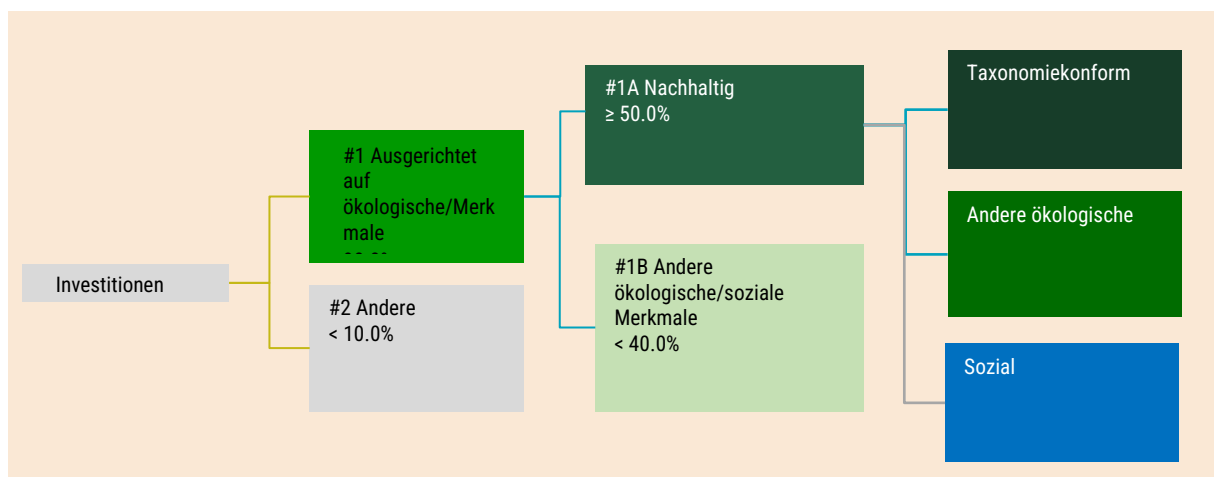 Investitionen
#1 Ausgerichtet
auf
ökologische/Merk
male
#2 Andere
< 10.0%
#1A Nachhaltig
≥ 50.0%
#1B Andere
ökologische/soziale
Merkmale
< 40.0%
Taxonomiekonform
Andere ökologische
Sozial